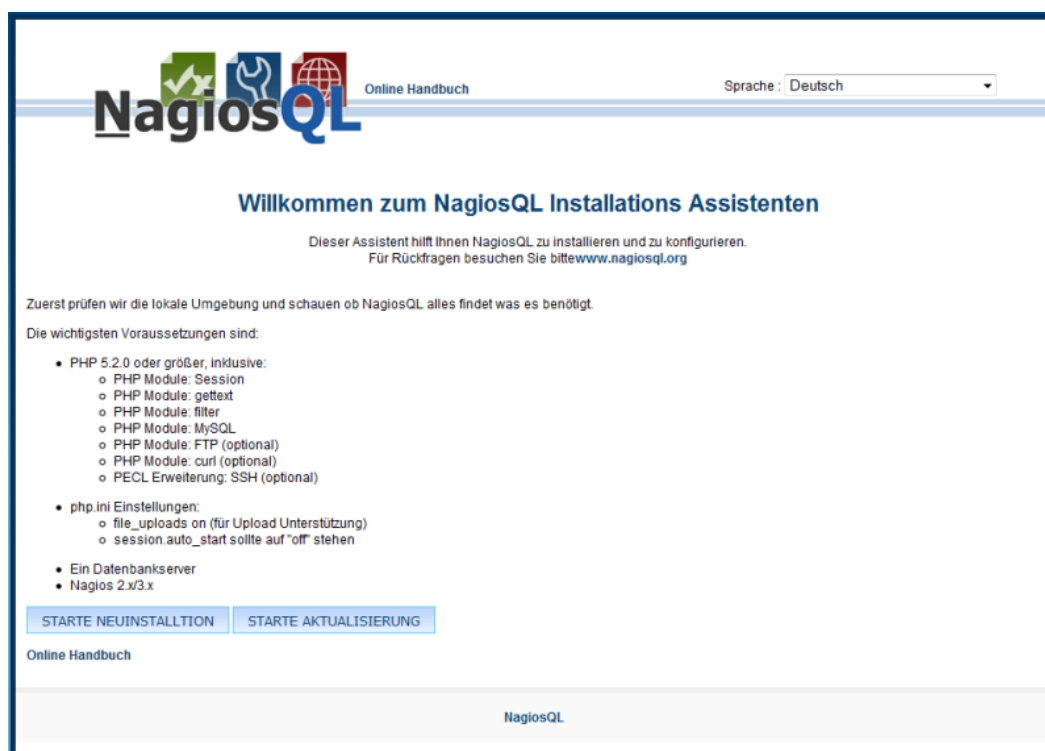 NagiosQL
Online Handbuch
Sprache : Deutsch
Willkommen zum NagiosQL Installations Assistenten
Dieser Assistent hilft Ihnen NagiosQL zu installieren und zu konfigurieren.
Für Rückfragen besuchen Sie bittewww.nagiosql.org
Zuerst prüfen wir die lokale Umgebung und schauen ob NagiosQL alles findet was es benötigt.
Die wichtigsten Voraussetzungen sind:
PHP 5.2.0 oder größer, inklusive:
PHP Module: Session
PHP Module: gettext
PHP Module: filter
PHP Module: MySQL
PHP Module: FTP (optional)
PHP Module: curl (optional)
PECL Erweiterung: SSH (optional)
php.ini Einstellungen:
file_uploads on (für Upload Unterstützung)
session.auto_start sollte auf "off" stehen
Ein Datenbankserver
Nagios 2.x/3.x
STARTE NEUINSTALLTION STARTE AKTUALISIERUNG
Online Handbuch
NagiosQL